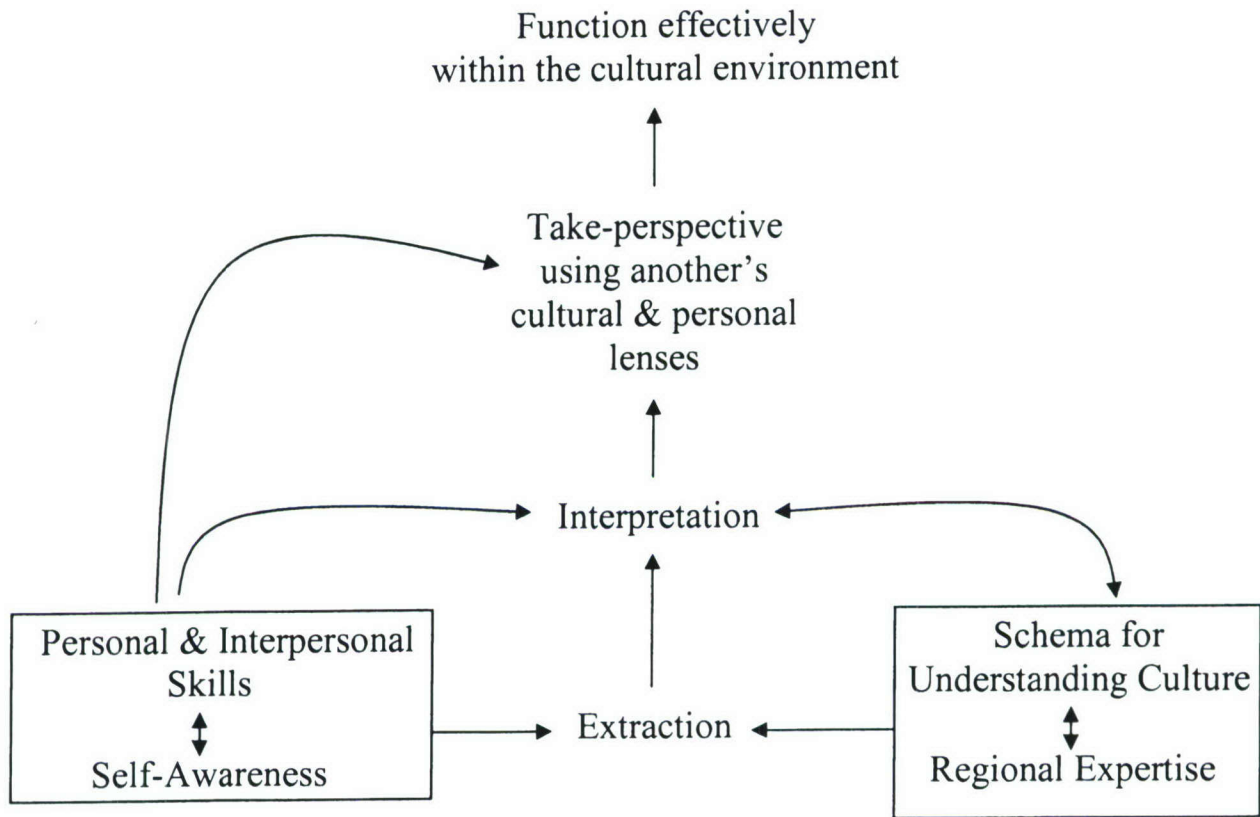 Function effectively
within the cultural environment
Take-perspective
using another's
cultural & personal
lenses
Interpretation
Personal & Interpersonal
Skills
Self-Awareness
Extraction
Schema for
Understanding Culture
Regional Expertise